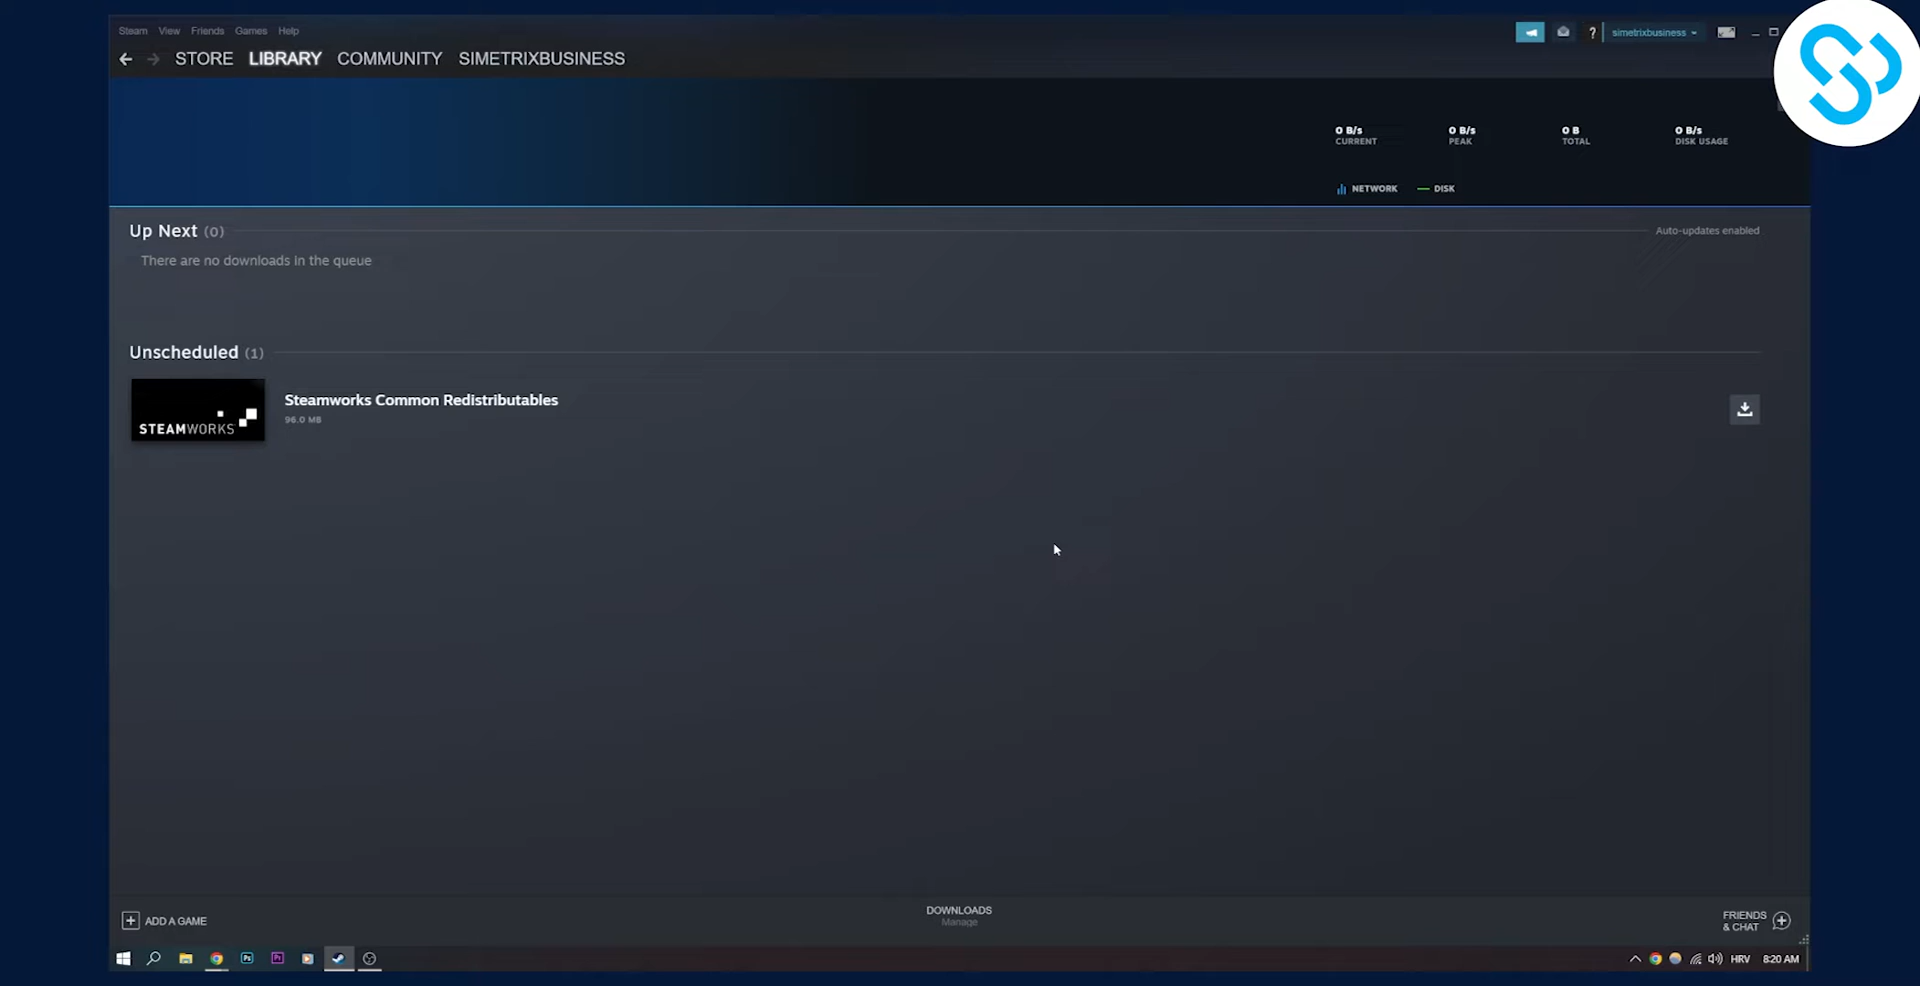 Steam View Friends Games Help
? simetrixbusiness
STORE LIBRARY COMMUNITY SIMETRIXBUSINESS
0 B/s 0 B/s 0 B 0 B/s
CURRENT PEAK TOTAL DISK USAGE
NETWORK DISK
Up Next (0) Auto-updates enabled
There are no downloads in the queue
Unscheduled (1)
STEAMWORKS
Steamworks Common Redistributables
96.0 MB
ADD A GAME
DOWNLOADS
Manage
FRIENDS
& CHAT
Ps Pr HRV 8:20 AM